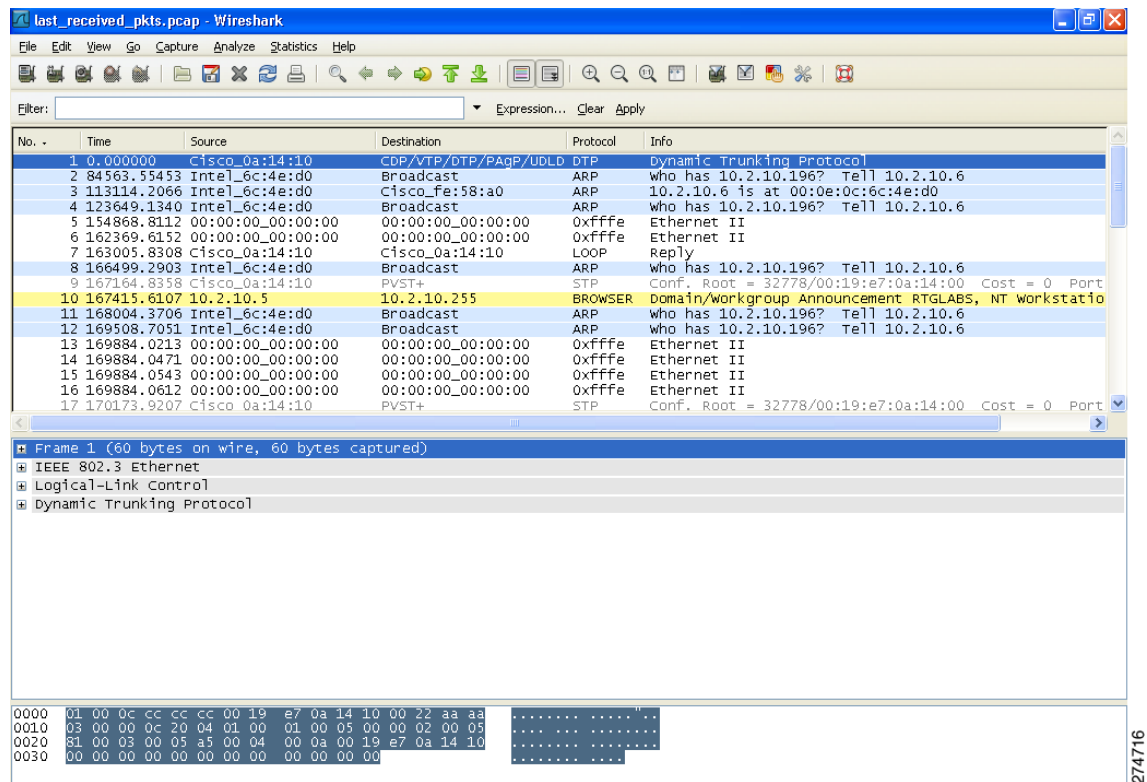 last_received_pkts.pcap - Wireshark
File Edit View Go Capture Analyze Statistics Help
Filter: Expression... Clear Apply
No. . Time Source Destination Protocol Info
1 0.000000 Cisco_0a:14:10 CDP/VTP/DTP/PAgP/UDLD DTP Dynamic Trunking Protocol
2 84563.55453 Intel_6c:4e:d0 Broadcast ARP who has 10.2.10.196? Tell 10.2.10.6
3 113114.2066 Intel_6c:4e:d0 Cisco_fe:58:a0 ARP 10.2.10.6 is at 00:0e:0c:6c:4e:d0
4 123649.1340 Intel_6c:4e:d0 Broadcast ARP who has 10.2.10.196? Tell 10.2.10.6
5 154868.8112 00:00:00_00:00:00 00:00:00_00:00:00 0xfffe Ethernet II
6 162369.6152 00:00:00_00:00:00 00:00:00_00:00:00 0xfffe Ethernet II
7 163005.8308 Cisco_0a:14:10 Cisco_0a:14:10 LOOP Reply
8 166499.2903 Intel_6c:4e:d0 Broadcast ARP who has 10.2.10.196? Tell 10.2.10.6
9 167164.8358 Cisco_0a:14:10 PVST+ STP Conf. Root = 32778/00:19:e7:0a:14:00 Cost = 0 Port
10 167415.6107 10.2.10.5 10.2.10.255 BROWSER Domain/Workgroup Announcement RTGLABS, NT Workstatio
11 168004.3706 Intel_6c:4e:d0 Broadcast ARP who has 10.2.10.196? Tell 10.2.10.6
12 169508.7051 Intel_6c:4e:d0 Broadcast ARP who has 10.2.10.196? Tell 10.2.10.6
13 169884.0213 00:00:00_00:00:00 00:00:00_00:00:00 0xfffe Ethernet II
14 169884.0471 00:00:00_00:00:00 00:00:00_00:00:00 0xfffe Ethernet II
15 169884.0543 00:00:00_00:00:00 00:00:00_00:00:00 0xfffe Ethernet II
16 169884.0612 00:00:00_00:00:00 00:00:00_00:00:00 0xfffe Ethernet II
17 170173.9207 Cisco_0a:14:10 PVST+ STP Conf. Root = 32778/00:19:e7:0a:14:00 Cost = 0 Port
Frame 1 (60 bytes on wire, 60 bytes captured)
IEEE 802.3 Ethernet
Logical-Link Control
Dynamic Trunking Protocol
0000 01 00 0c cc cc cc 00 19 e7 0a 14 10 00 22 aa aa ........ ....."..
0010 03 00 00 0c 20 04 01 00 01 00 05 00 00 02 00 05 .... ... ........
0020 81 00 03 00 05 a5 00 04 00 0a 00 19 e7 0a 14 10 ........ ........
0030 00 00 00 00 00 00 00 00 00 00 00 00 ........ ....
274716